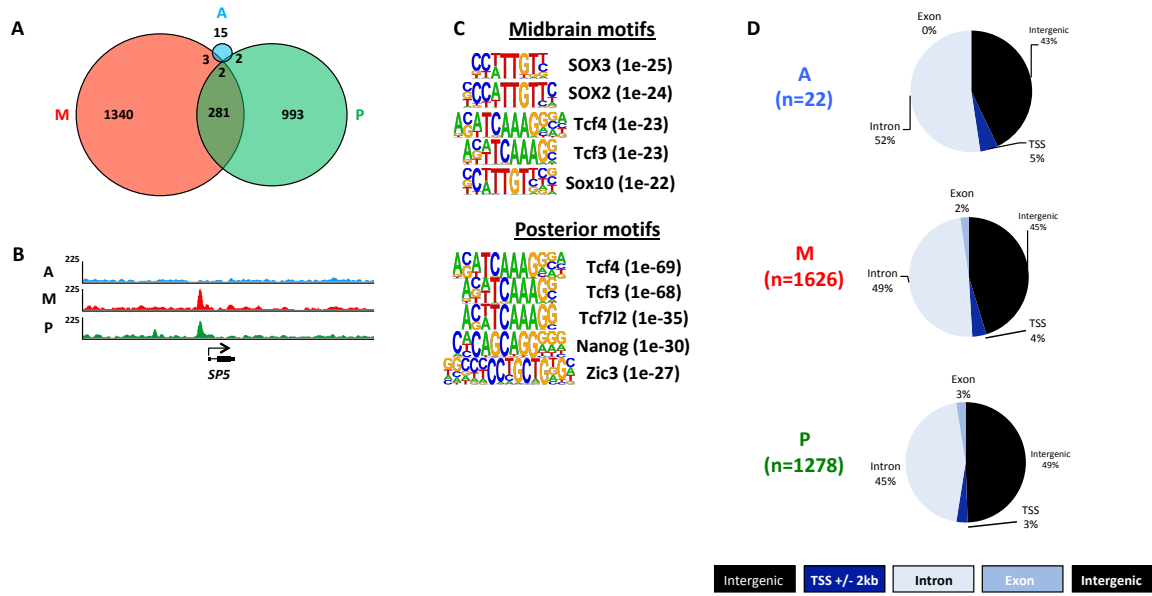 A
A
15
3
2
2
M
1340
281
993
P
B
225
A
225
M
225
P
SP5
C
Midbrain motifs
SOX3 (1e-25)
SOX2 (1e-24)
Tcf4 (1e-23)
Tcf3 (1e-23)
Sox10 (1e-22)
Posterior motifs
Tcf4 (1e-69)
Tcf3 (1e-68)
Tcf7l2 (1e-35)
Nanog (1e-30)
Zic3 (1e-27)
D
A
(n=22)
Exon
0%
Intergenic
43%
Intron
52%
TSS
5%
M
(n=1626)
Exon
2%
Intergenic
45%
Intron
49%
TSS
4%
P
(n=1278)
Exon
3%
Intergenic
49%
Intron
45%
TSS
3%
Intergenic
TSS +/- 2kb
Intron
Exon
Intergenic